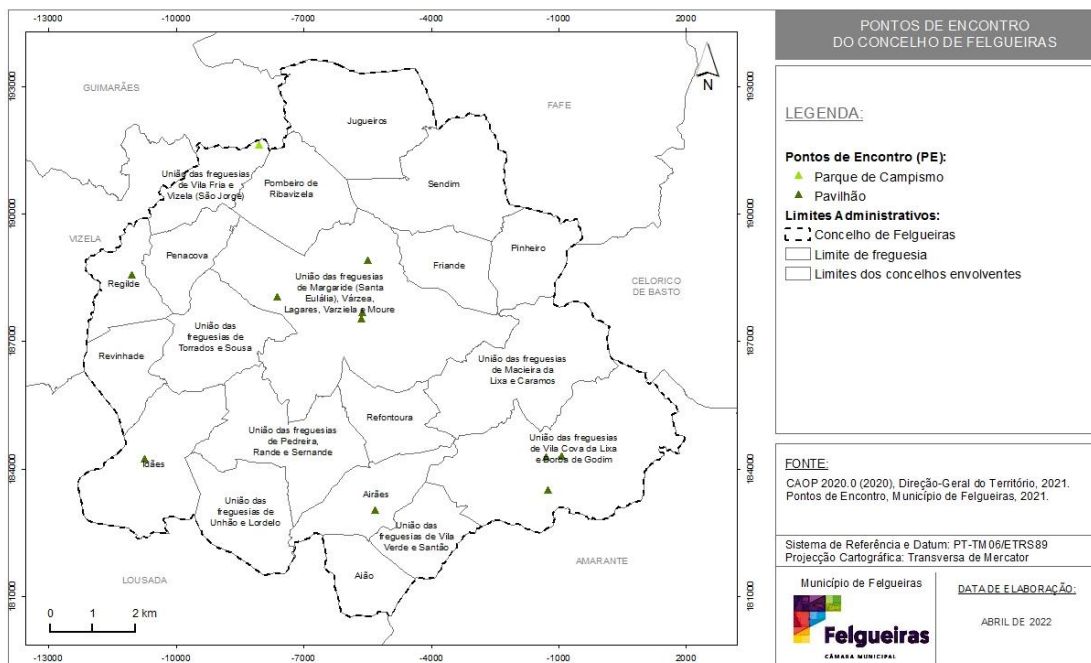 -13000
-10000
-7000
-4000
-1000
2000
193000
193000
190000
190000
187000
187000
184000
184000
181000
181000
GUIMARÃES
FAFE
Jugueiros
União das freguesias
de Vila Fria e
Vizela (São Jorge)
Pombeiro de
Ribavizela
Sendim
VIZELA
Penacova
Pinheiro
Friande
Regilde
União das freguesias
de Margaride (Santa
Eulália), Várzea,
Lagares, Varziela e Moure
CELORICO
DE BASTO
União das
freguesias de
Torrados e Sousa
Revinhade
União das freguesias
de Macieira da
Lixa e Caramos
Refontoura
União das freguesias
de Pedreira,
Rande e Sernande
União das freguesias
de Vila Cova da Lixa
e Borba de Godim
Idães
Airães
União das
freguesias de
Unhão e Lordelo
União das
freguesias de Vila
Verde e Santão
Aião
LOUSADA
AMARANTE
N
0 1 2 km
-13000
-10000
-7000
-4000
-1000
2000
PONTOS DE ENCONTRO
DO CONCELHO DE FELGUEIRAS
LEGENDA:
Pontos de Encontro (PE):
Parque de Campismo
Pavilhão
Limites Administrativos:
Concelho de Felgueiras
Limite de freguesia
Limites dos concelhos envolventes
FONTE:
CAOP 2020.0 (2020), Direção-Geral do Território, 2021.
Pontos de Encontro, Município de Felgueiras, 2021.
Sistema de Referência e Datum: PT-TM06/ETRS89
Projecção Cartográfica: Transversa de Mercator
Município de Felgueiras
Felgueiras
CÂMARA MUNICIPAL
DATA DE ELABORAÇÃO:
ABRIL DE 2022